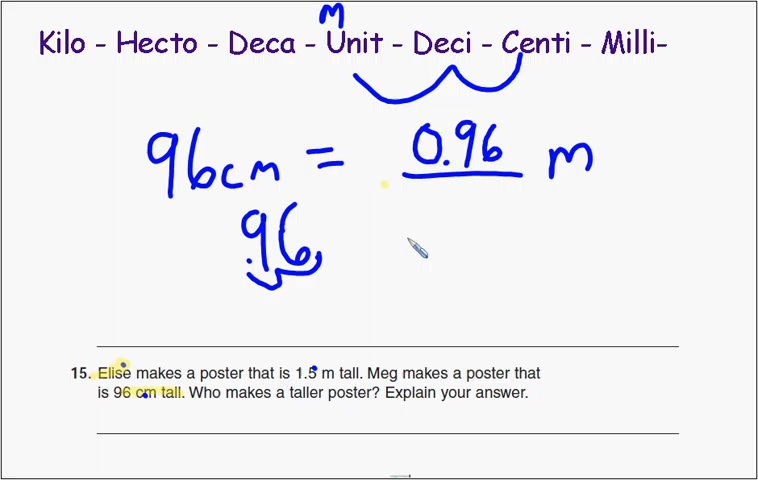 m
Kilo - Hecto - Deca - Unit - Deci - Centi - Milli-
96cm = 0.96 m
.96
15. Elise makes a poster that is 1.5 m tall. Meg makes a poster that
is 96 cm tall. Who makes a taller poster? Explain your answer.